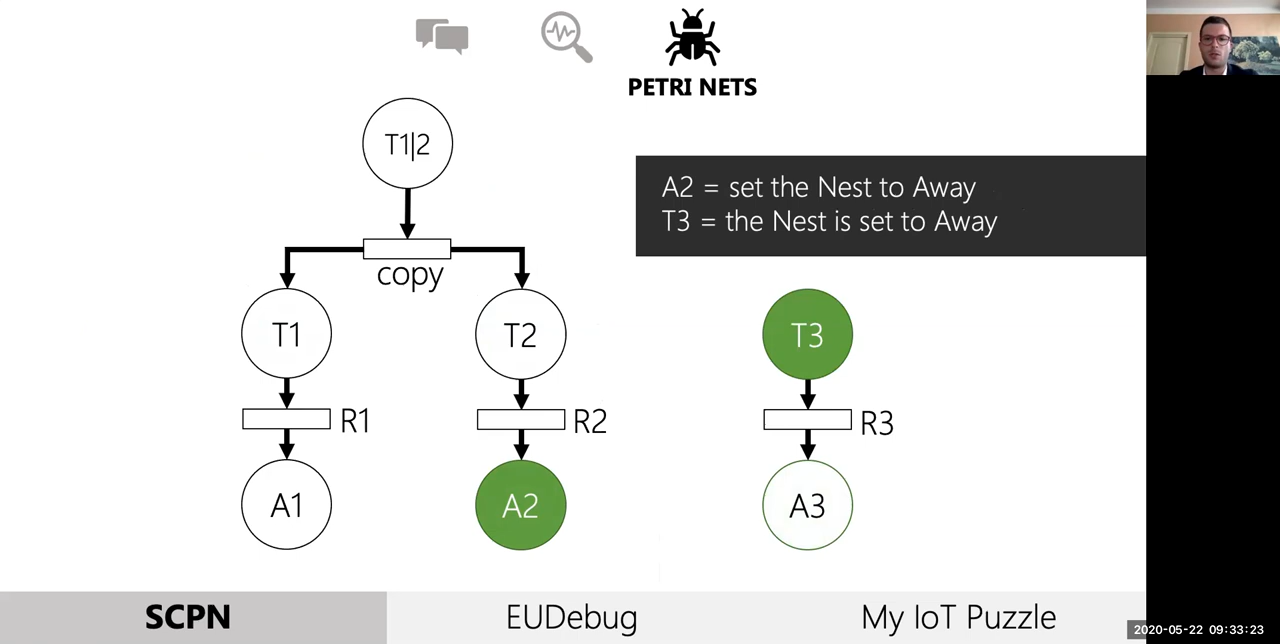 PETRI NETS
T1|2
A2 = set the Nest to Away
T3 = the Nest is set to Away
copy
T1
T2
T3
R1
R2
R3
A1
A2
A3
SCPN
EUDebug
My IoT Puzzle
2020-05-22 09:33:23